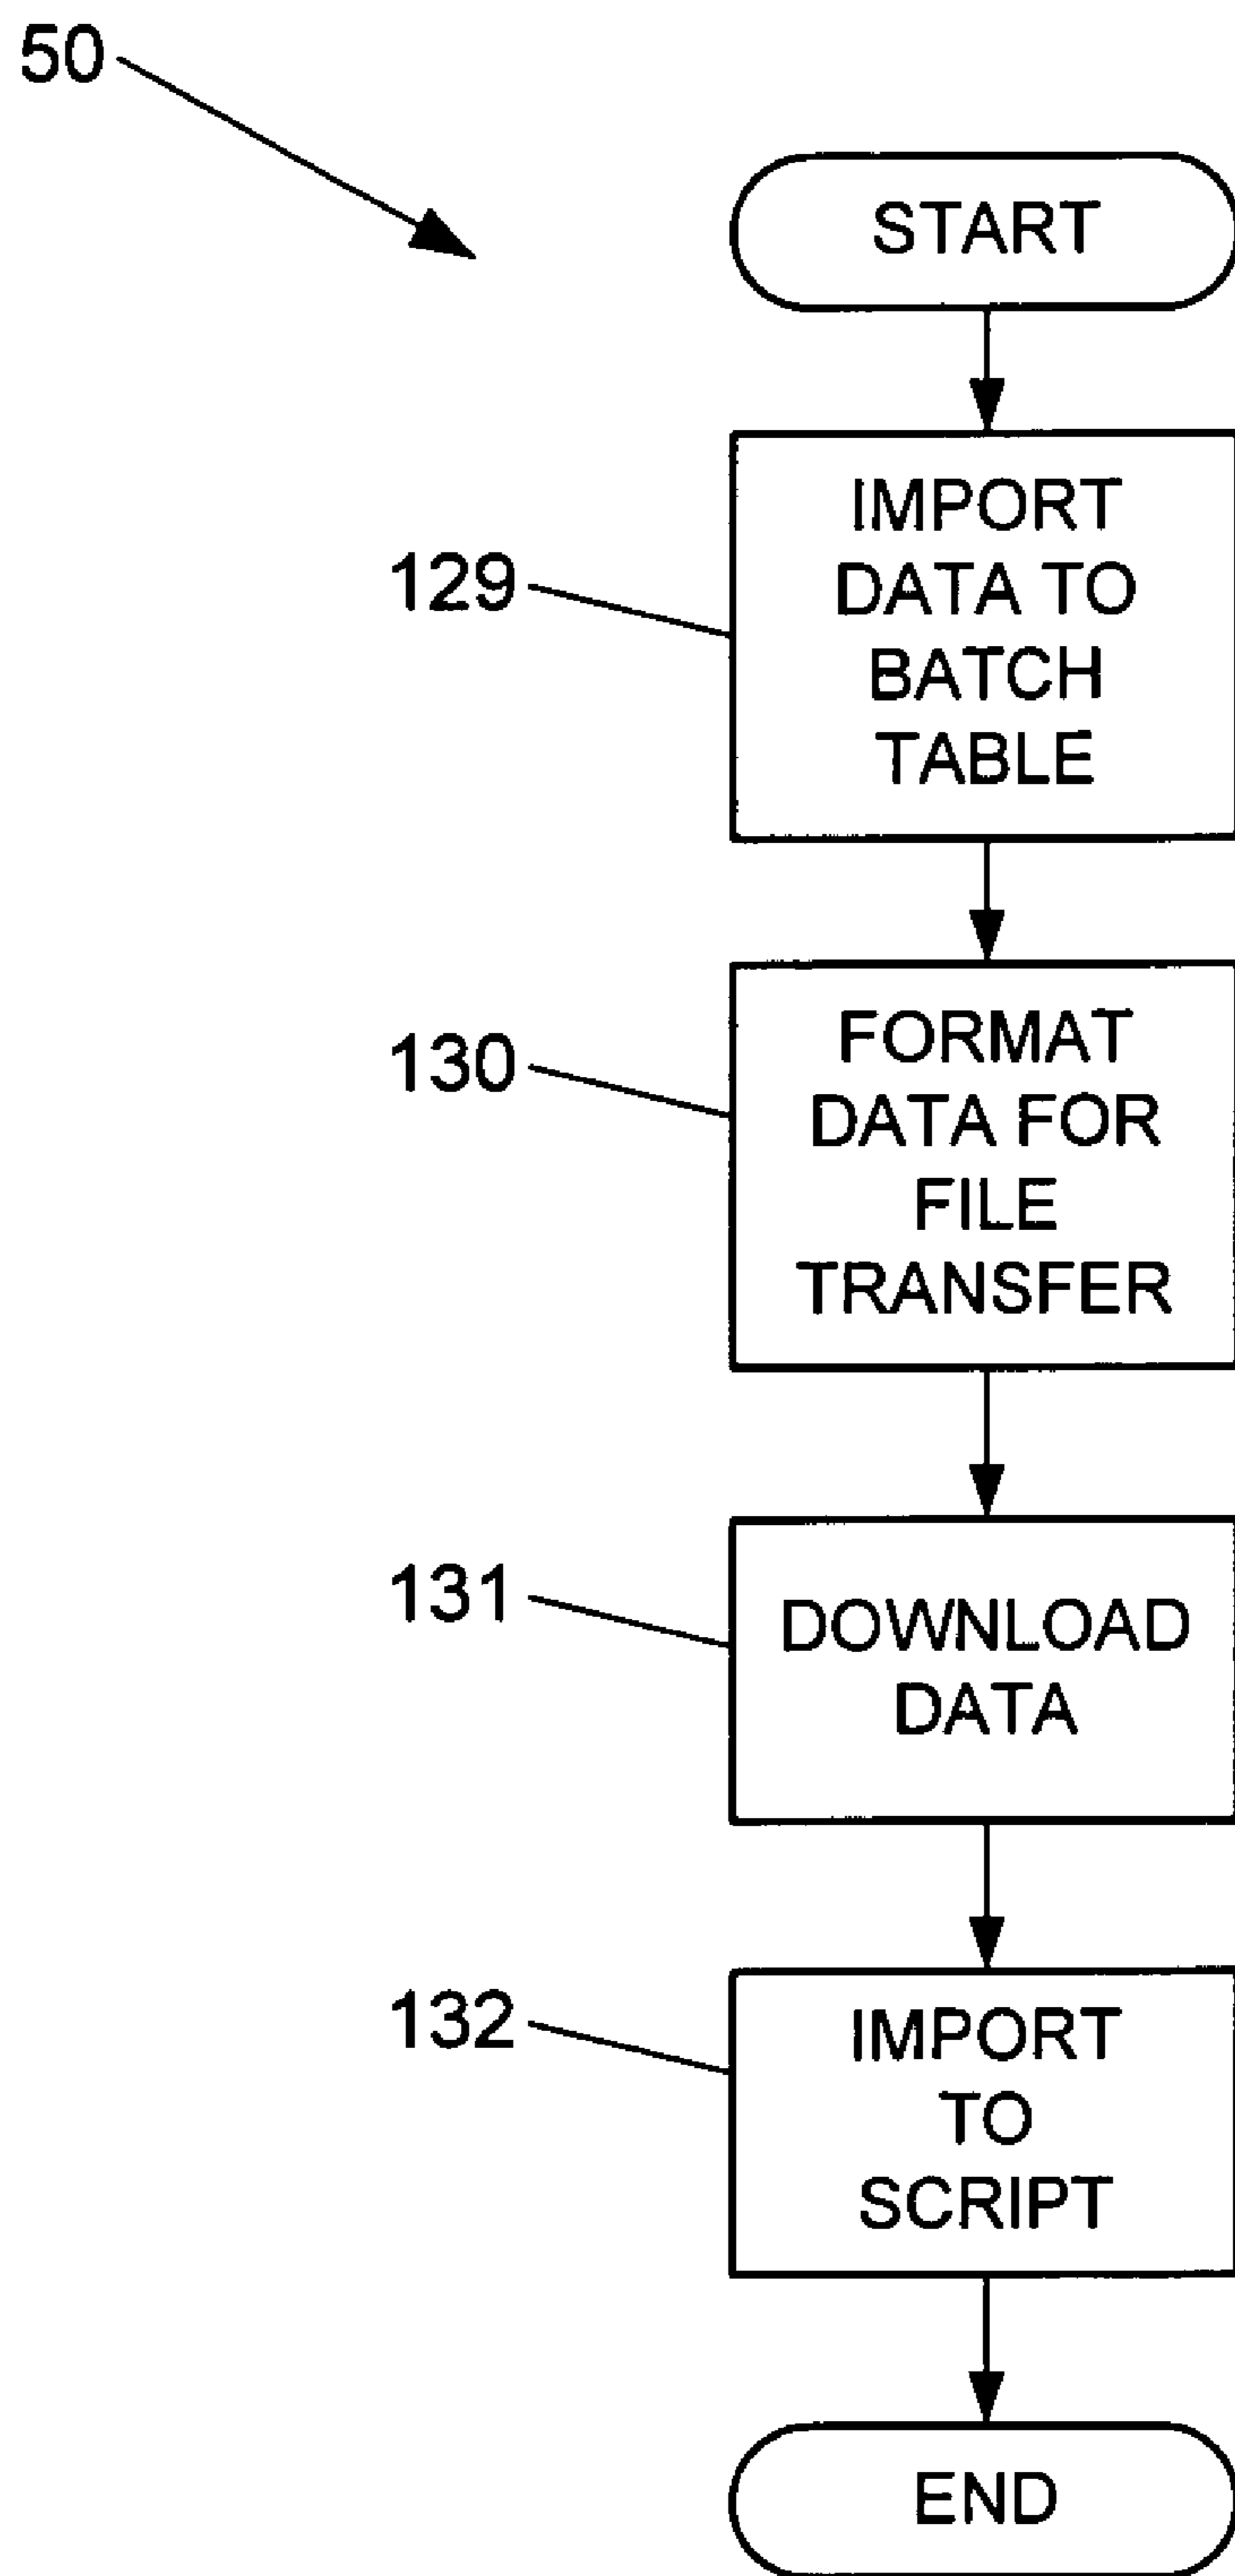 50
START
129
IMPORT
DATA TO
BATCH
TABLE
130
FORMAT
DATA FOR
FILE
TRANSFER
131
DOWNLOAD
DATA
132
IMPORT
TO
SCRIPT
END